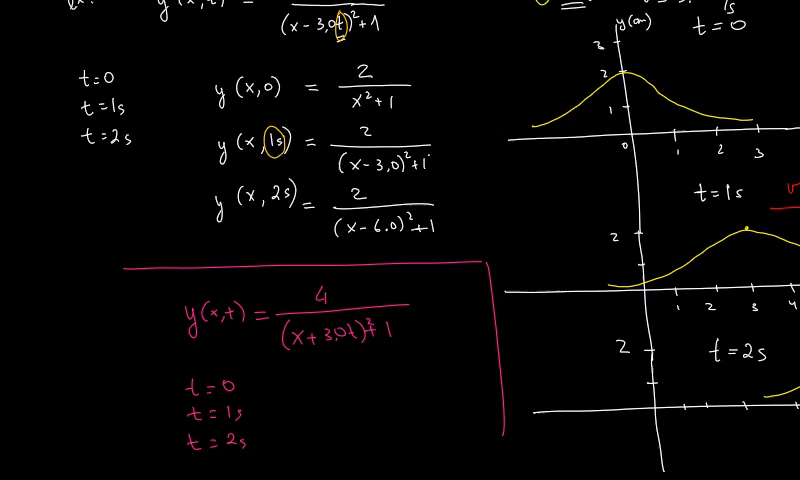 (x-3,0t)²+1
t=0
t=1s
t=2s
y(x,0) = 2/(x²+1)
y(x,1s) = 2/((x-3,0)²+1)
y(x,2s) = 2/((x-6.0)²+1)
y(x,t) = 4/((x+3,0t)²+1)
t=0
t=1s
t=2s
y(cm)
t=0
3
2
1
0 1 2 3
t=1s
2
1 2 3 4
2
t=2s